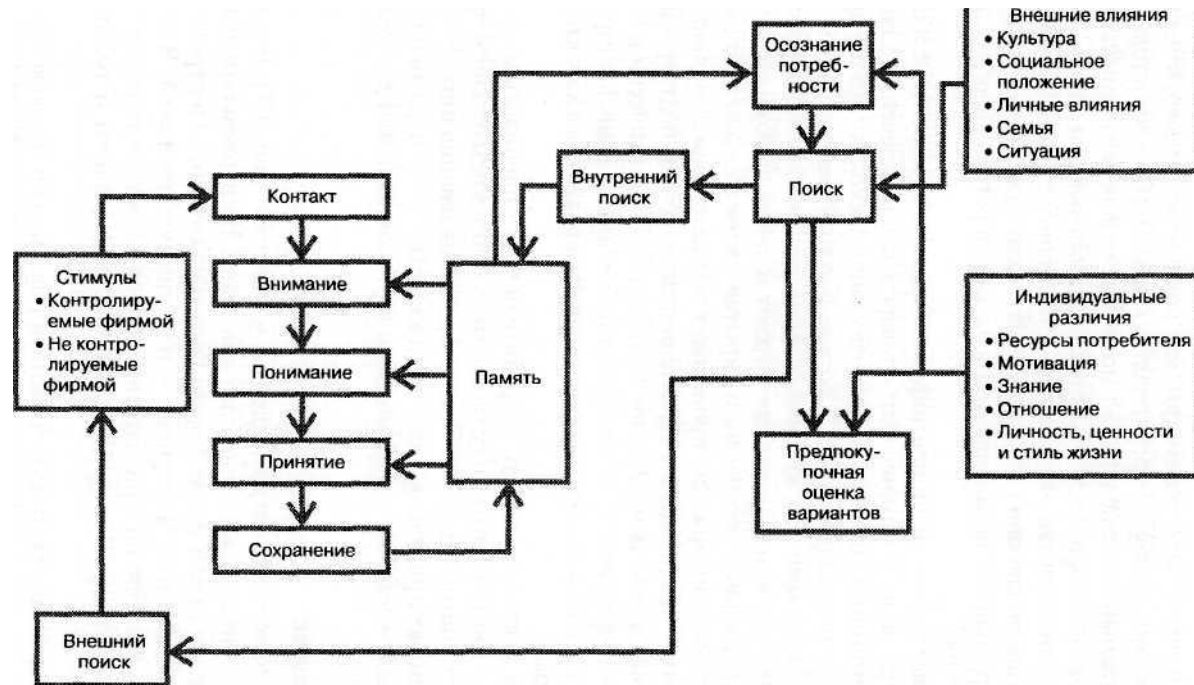 Внешние влияния
• Культура
• Социальное
положение
• Личные влияния
• Семья
• Ситуация
Осознание
потреб-
ности
Внутренний
поиск
Поиск
Контакт
Стимулы
• Контролиру-
емые фирмой
• Не контро-
лируемые
фирмой
Внимание
Понимание
Память
Принятие
Сохранение
Индивидуальные
различия
• Ресурсы потребителя
• Мотивация
• Знание
• Отношение
• Личность, ценности
и стиль жизни
Предпоку-
почная
оценка
вариантов
Внешний
поиск